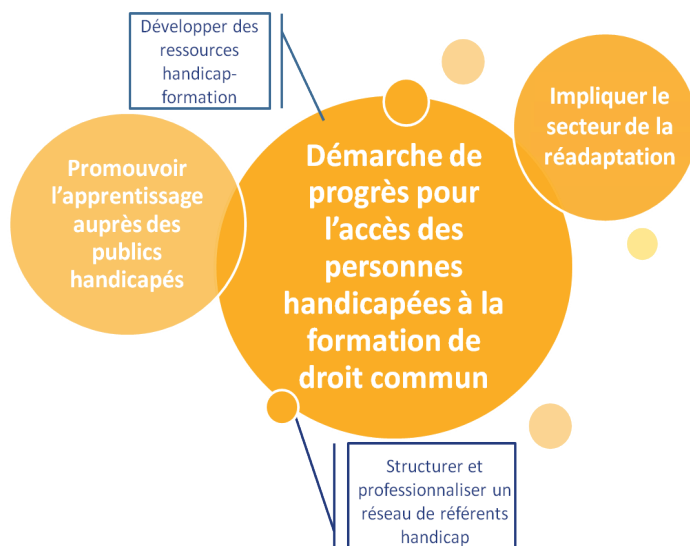 Développer des
ressources
handicap-
formation
Impliquer le
secteur de la
réadaptation
Promouvoir
l'apprentissage
auprès des
publics
handicapés
Démarche de
progrès pour
l'accès des
personnes
handicapées à la
formation de
droit commun
Structurer et
professionnaliser un
réseau de référents
handicap